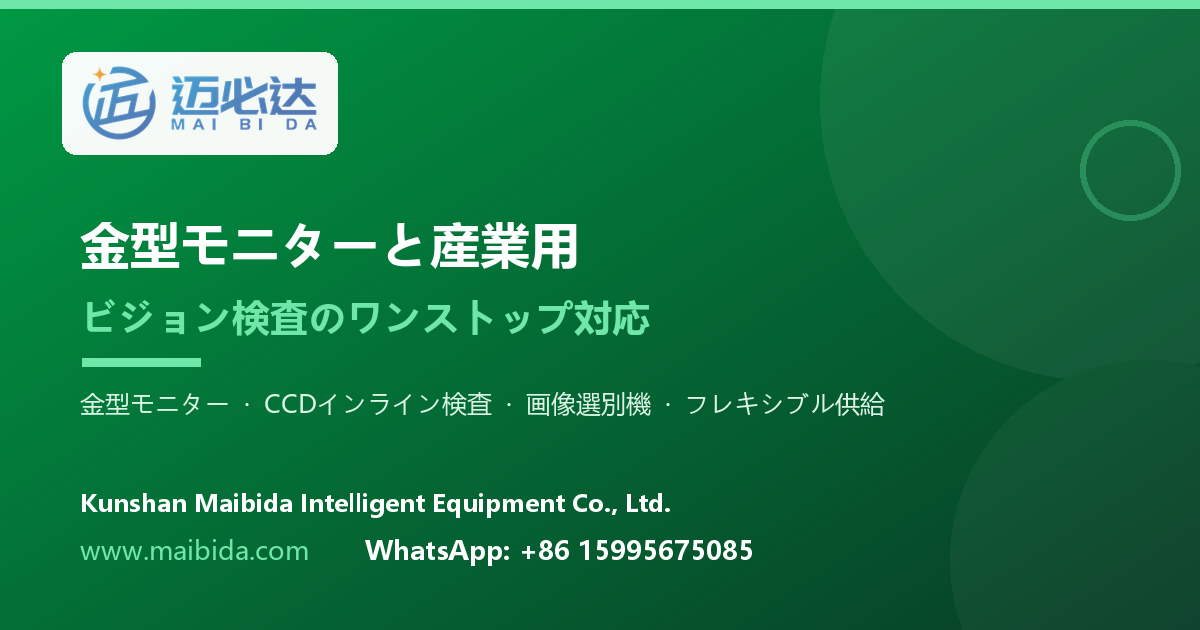 迈必达
MAI BI DA
金型モニターと産業用
ビジョン検査のワンストップ対応
金型モニター · CCDインライン検査 · 画像選別機 · フレキシブル供給
Kunshan Maibida Intelligent Equipment Co., Ltd.
www.maibida.com WhatsApp: +86 15995675085